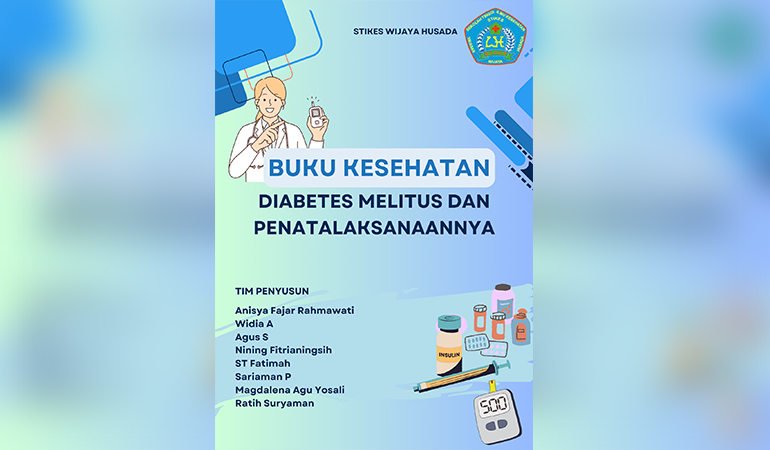 STIKES WIJAYA HUSADA
BUKU KESEHATAN
DIABETES MELITUS DAN
PENATALAKSANAANNYA
TIM PENYUSUN
Anisya Fajar Rahmawati
Widia A
Agus S
Nining Fitrianingsih
ST Fatimah
Sariaman P
Magdalena Agu Yosali
Ratih Suryaman
INSULIN
500